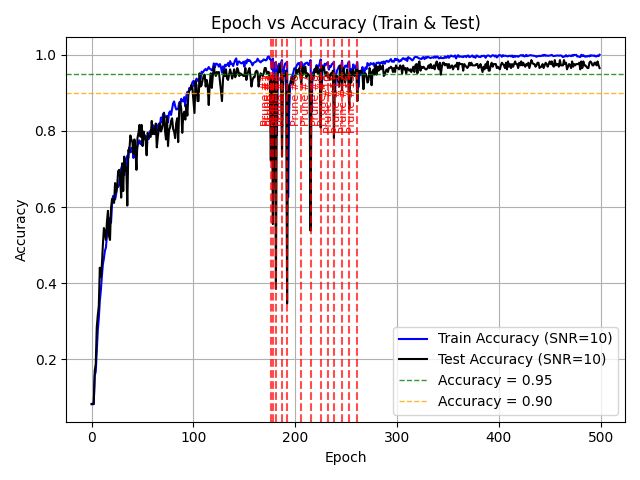 Epoch vs Accuracy (Train & Test)
Accuracy
1.0
0.8
0.6
0.4
0.2
0
100
200
300
400
500
Epoch
Train Accuracy (SNR=10)
Test Accuracy (SNR=10)
Accuracy = 0.95
Accuracy = 0.90